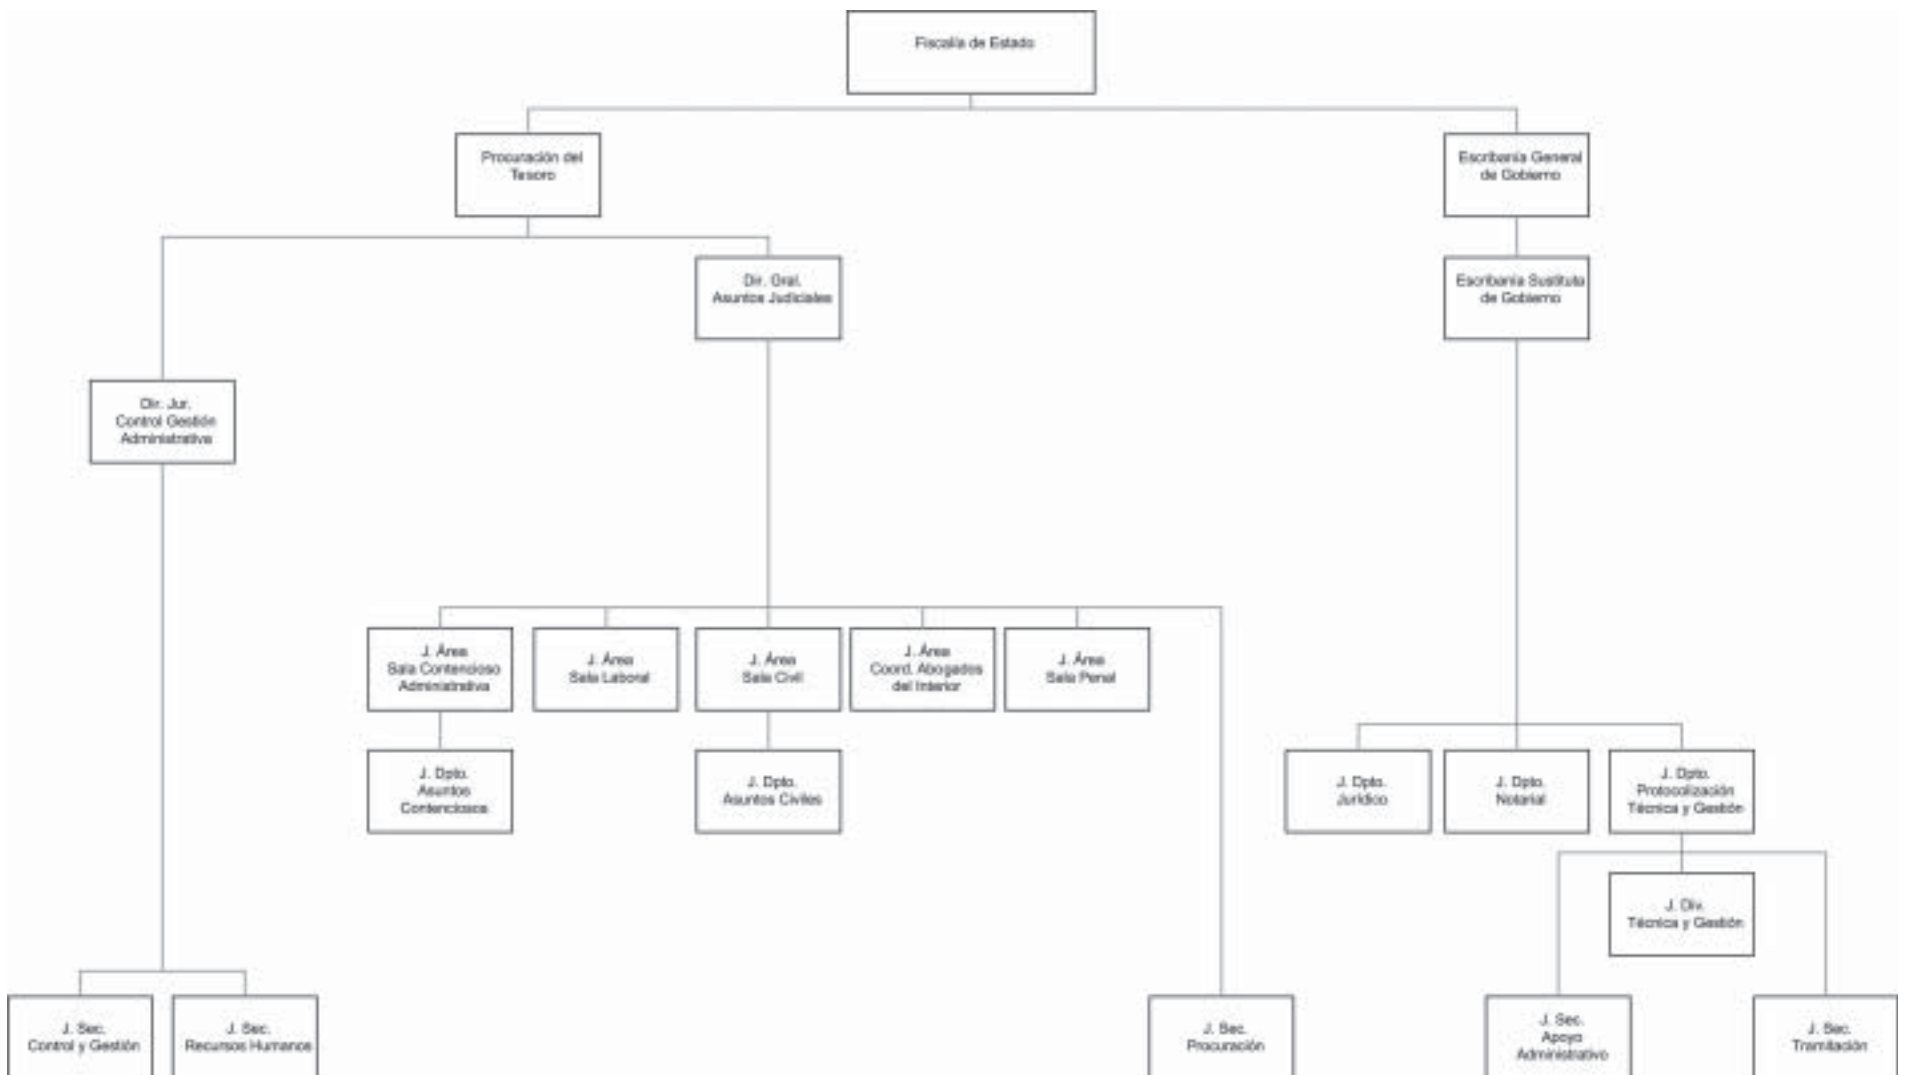 Fiscalía de Estado
Procuración del
Tesoro
Escribanía General
de Gobierno
Dir. Gral.
Asuntos Judiciales
Escribanía Sustituta
de Gobierno
Dir. Jur.
Control Gestión
Administrativa
J. Área
Sala Contencioso
Administrativa
J. Área
Sala Laboral
J. Área
Sala Civil
J. Área
Coord. Abogados
del Interior
J. Área
Sala Penal
J. Dpto.
Asuntos
Contenciosos
J. Dpto.
Asuntos Civiles
J. Dpto.
Jurídico
J. Dpto.
Notarial
J. Dpto.
Protocolización
Técnica y Gestión
J. Div.
Técnica y Gestión
J. Sec.
Control y Gestión
J. Sec.
Recursos Humanos
J. Sec.
Procuración
J. Sec.
Apoyo
Administrativo
J. Sec.
Tramitación